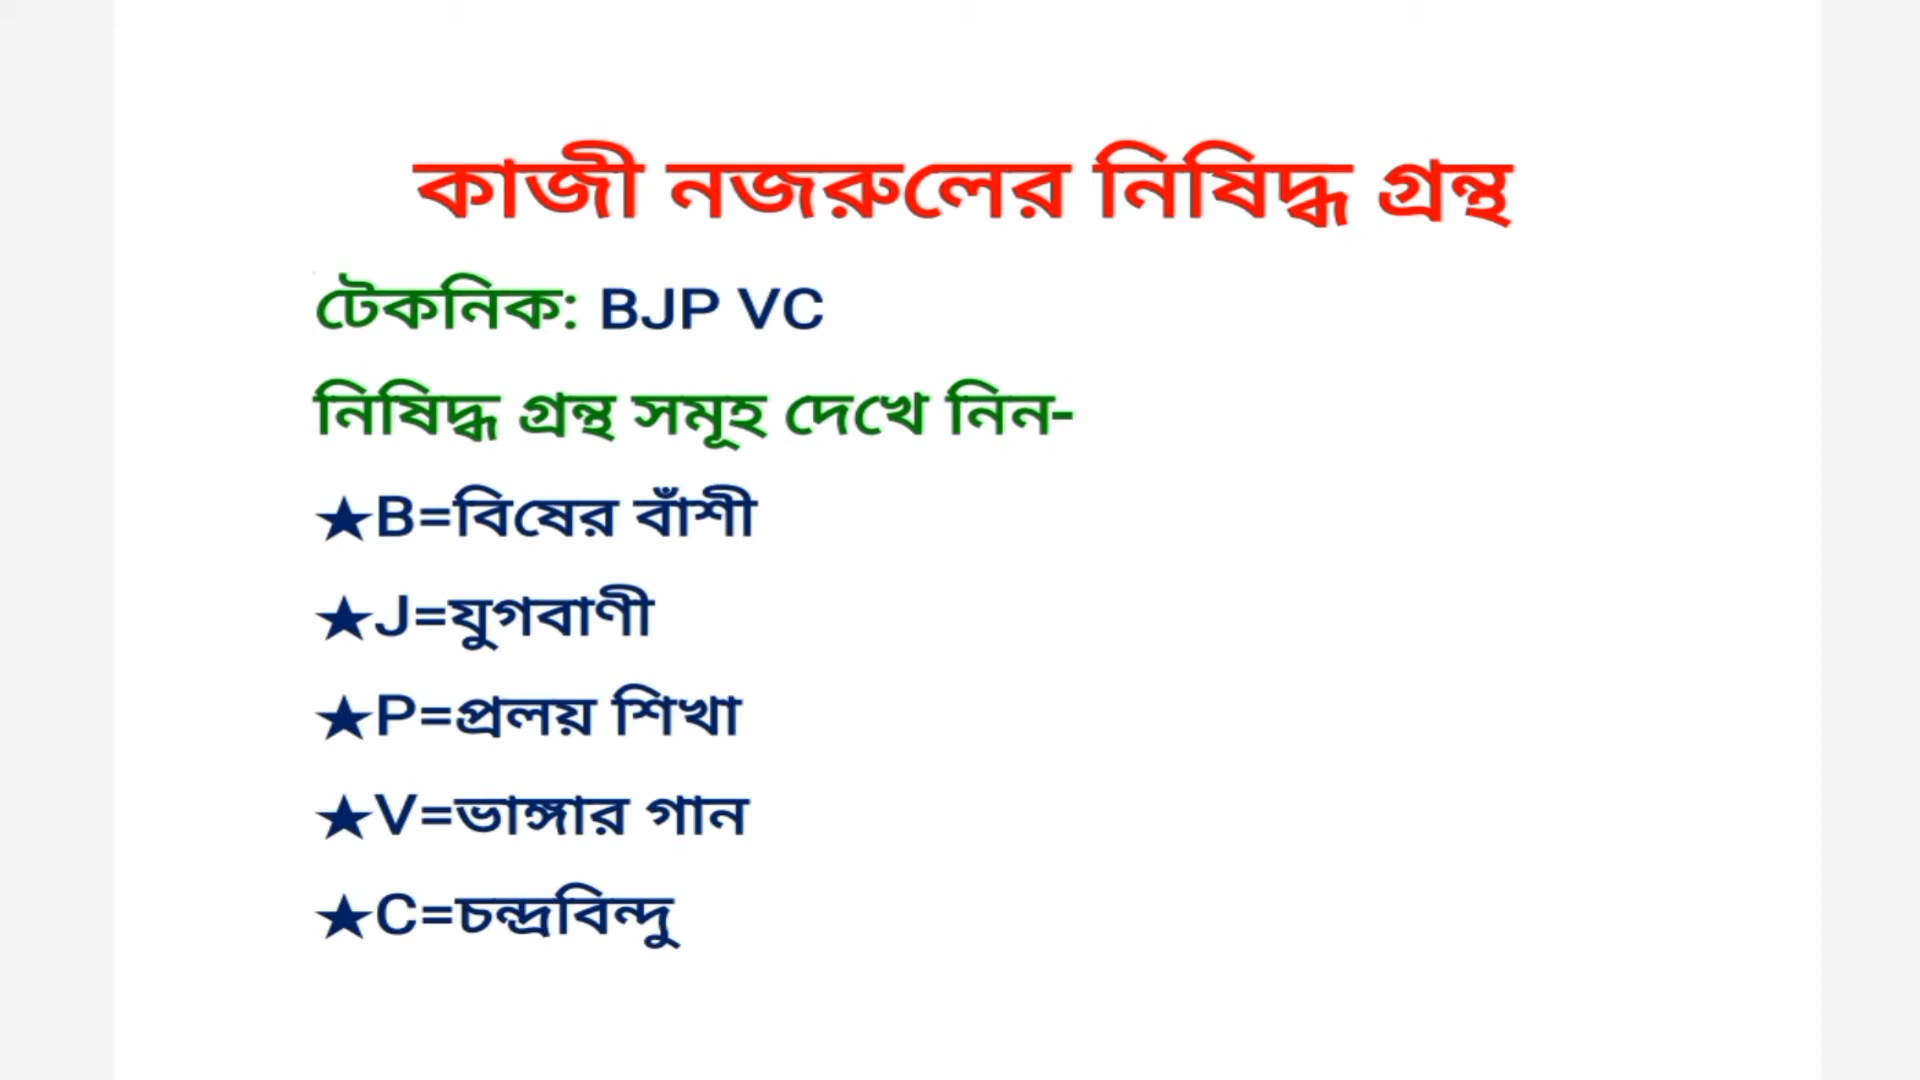 কাজী নজরুলের নিষিদ্ধ গ্রন্থ
টেকনিক: BJP VC
নিষিদ্ধ গ্রন্থ সমূহ দেখে নিন-
★B=বিষের বাঁশী
★J=যুগবাণী
★P=প্রলয় শিখা
★V=ভাঙ্গার গান
★C=চন্দ্রবিন্দু